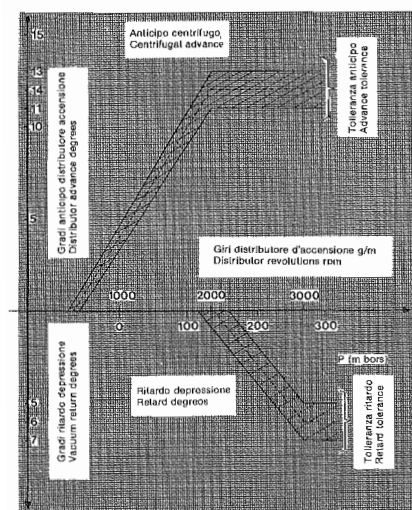 15
Anticipo centrifugo,
Centrifugal advance
13
14
11
10
5
Gradi anticipo distributore accensione
Distributor advance degrees
Tolleranza anticipo
Advance tolerance
Giri distributore d'accensione g/m
Distributor revolutions rpm
1000 2000 3000
0 100 200 300
P (m bors)
Gradi ritardo depressione
Vacuum return degrees
5
6
7
Ritardo depressione
Retard degrees
Tolleranza ritardo
Retard tolerance